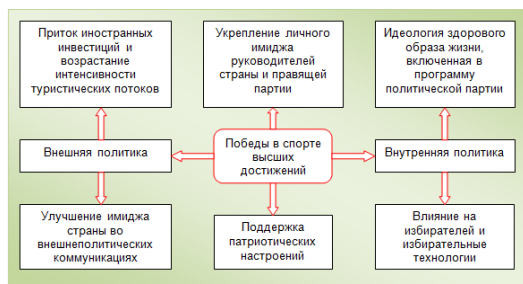 Приток иностранных
инвестиций и
возрастание
интенсивности
туристических потоков
Укрепление личного
имиджа
руководителей
страны и правящей
партии
Идеология здорового
образа жизни,
включенная в
программу
политической партии
Внешняя политика
Победы в спорте
высших
достижений
Внутренняя политика
Улучшение имиджа
страны во
внешнеполитических
коммуникациях
Поддержка
патриотических
настроений
Влияние на
избирателей и
избирательные
технологии